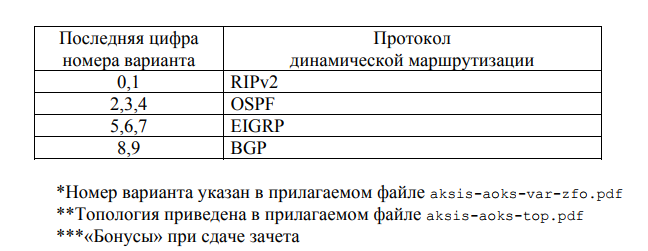 Последняя цифра номера варианта
Протокол динамической маршрутизации
0,1 RIPv2
2,3,4 OSPF
5,6,7 EIGRP
8,9 BGP
*Номер варианта указан в прилагаемом файле aksis-aoks-var-zfo.pdf
**Топология приведена в прилагаемом файле aksis-aoks-top.pdf
***«Бонусы» при сдаче зачета